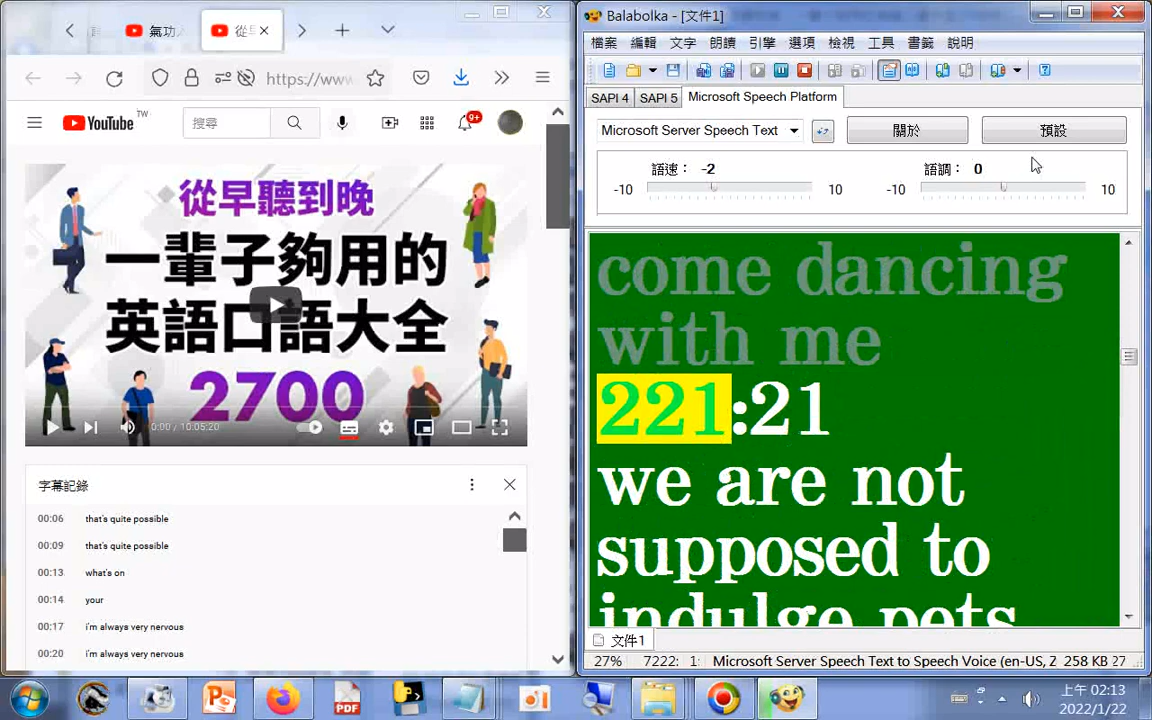 氣功
從
https://www
YouTube TW
搜尋
9+
從早聽到晚
一輩子夠用的
英語口語大全
2700
0:00 / 10:05:20
字幕記錄
00:06 that's quite possible
00:09 that's quite possible
00:13 what's on
00:14 your
00:17 i'm always very nervous
00:20 i'm always very nervous
Balabolka - [文件1]
檔案 編輯 文字 朗讀 引擎 選項 檢視 工具 書籤 說明
SAPI 4 SAPI 5 Microsoft Speech Platform
Microsoft Server Speech Text 關於 預設
語速： -2 語調： 0
-10 10 -10 10
come dancing
with me
221:21
we are not
supposed to
indulge pets
文件1
27% 7222: 1: Microsoft Server Speech Text to Speech Voice (en-US, Z 258 KB 27
PDF
上午 02:13
2022/1/22